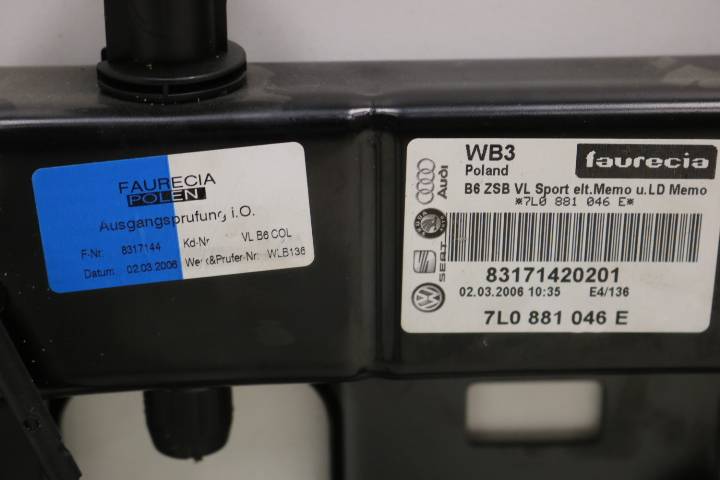 FAURECIA
POLEN
Ausgangsprüfung i.O.
F-Nr: 8317144 Kd-Nr VL B6 COL
Datum: 02.03.2006 Werk&Prüfer-Nr: WLB136
WB3
Poland
faurecia
B6 ZSB VL Sport elt.Memo u.LD Memo
*7L0 881 046 E*
Audi
SEAT
83171420201
02.03.2006 10:35 E4/136
7L0 881 046 E